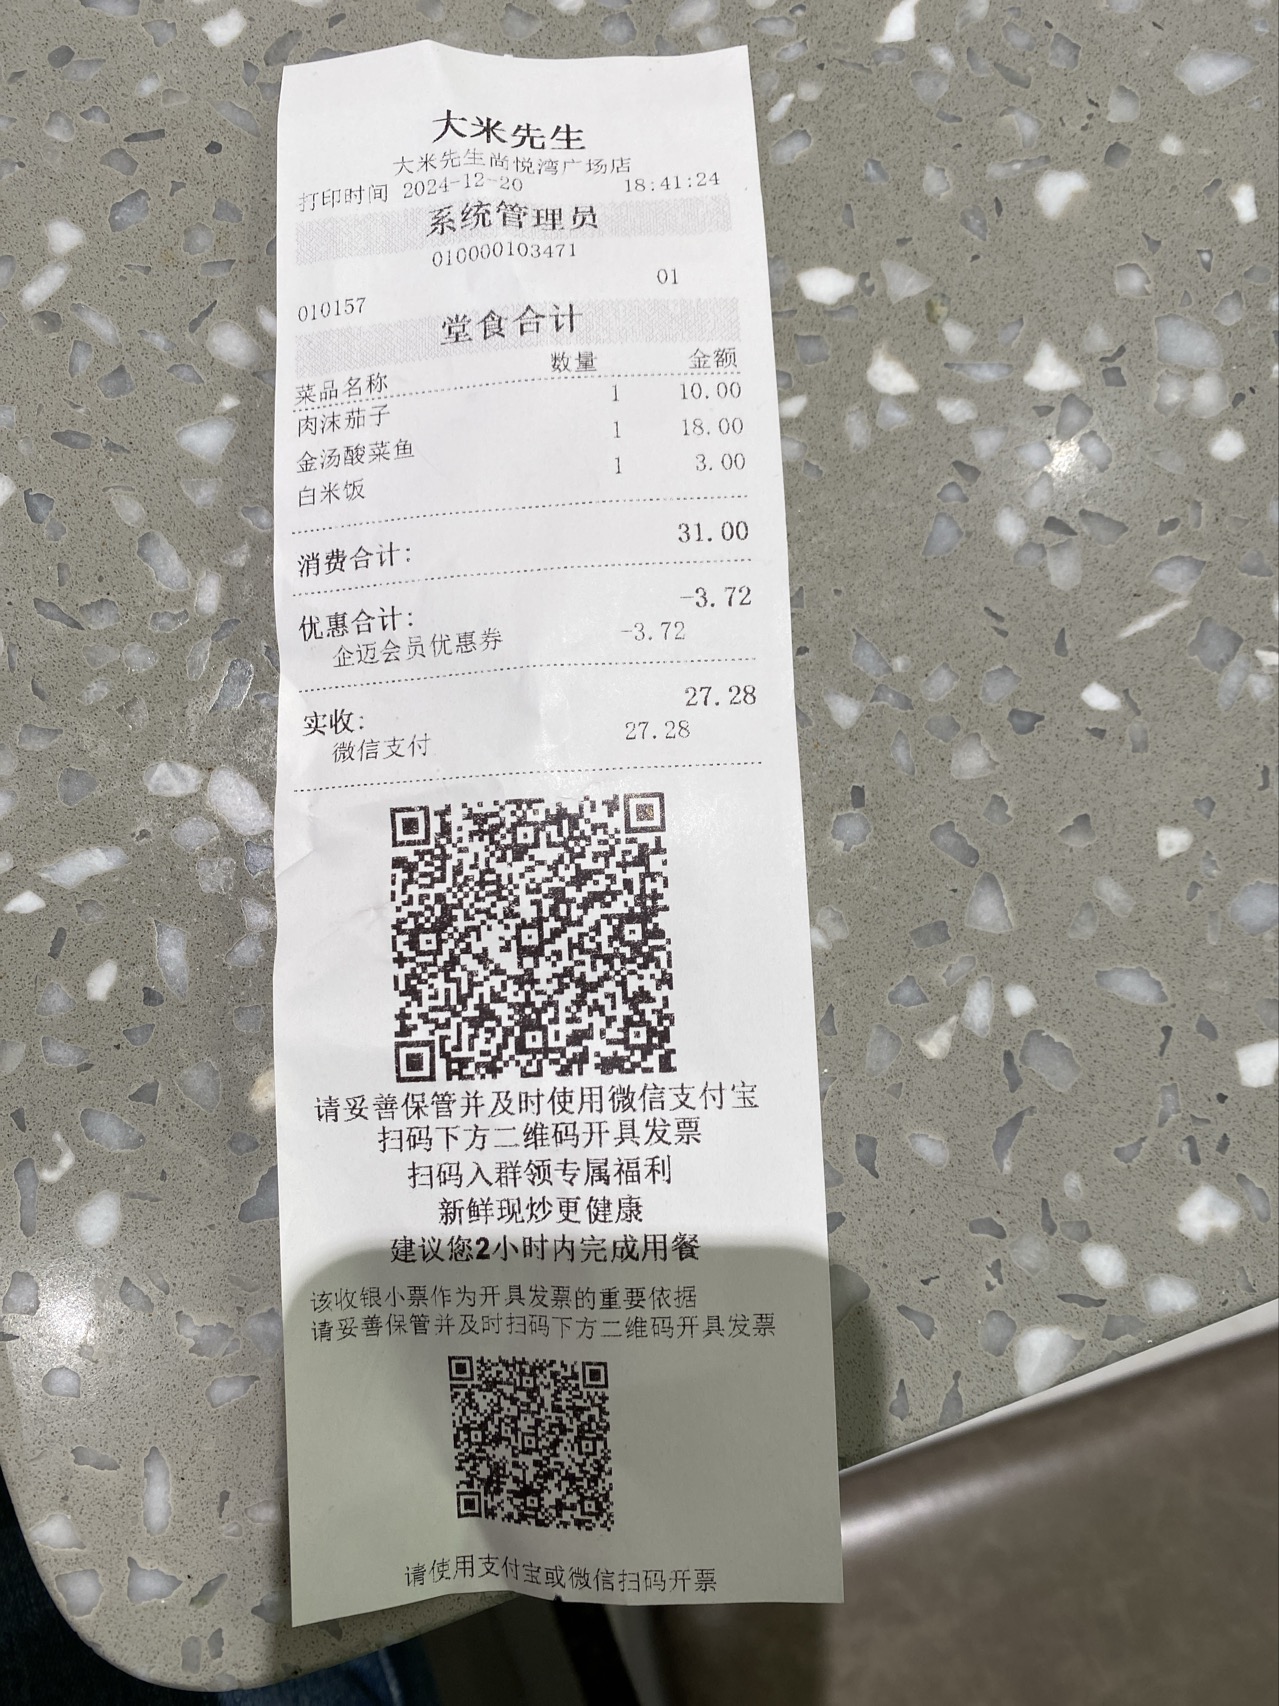 大米先生
大米先生尚悦湾广场店
打印时间 2024-12-20 18:41:24
系统管理员
010000103471
01
010157
堂食合计
菜品名称 数量 金额
肉沫茄子 1 10.00
金汤酸菜鱼 1 18.00
白米饭 1 3.00
消费合计: 31.00
优惠合计: -3.72
企迈会员优惠券 -3.72
实收: 27.28
微信支付 27.28
请妥善保管并及时使用微信支付宝
扫码下方二维码开具发票
扫码入群领专属福利
新鲜现炒更健康
建议您2小时内完成用餐
该收银小票作为开具发票的重要依据
请妥善保管并及时扫码下方二维码开具发票
请使用支付宝或微信扫码开票